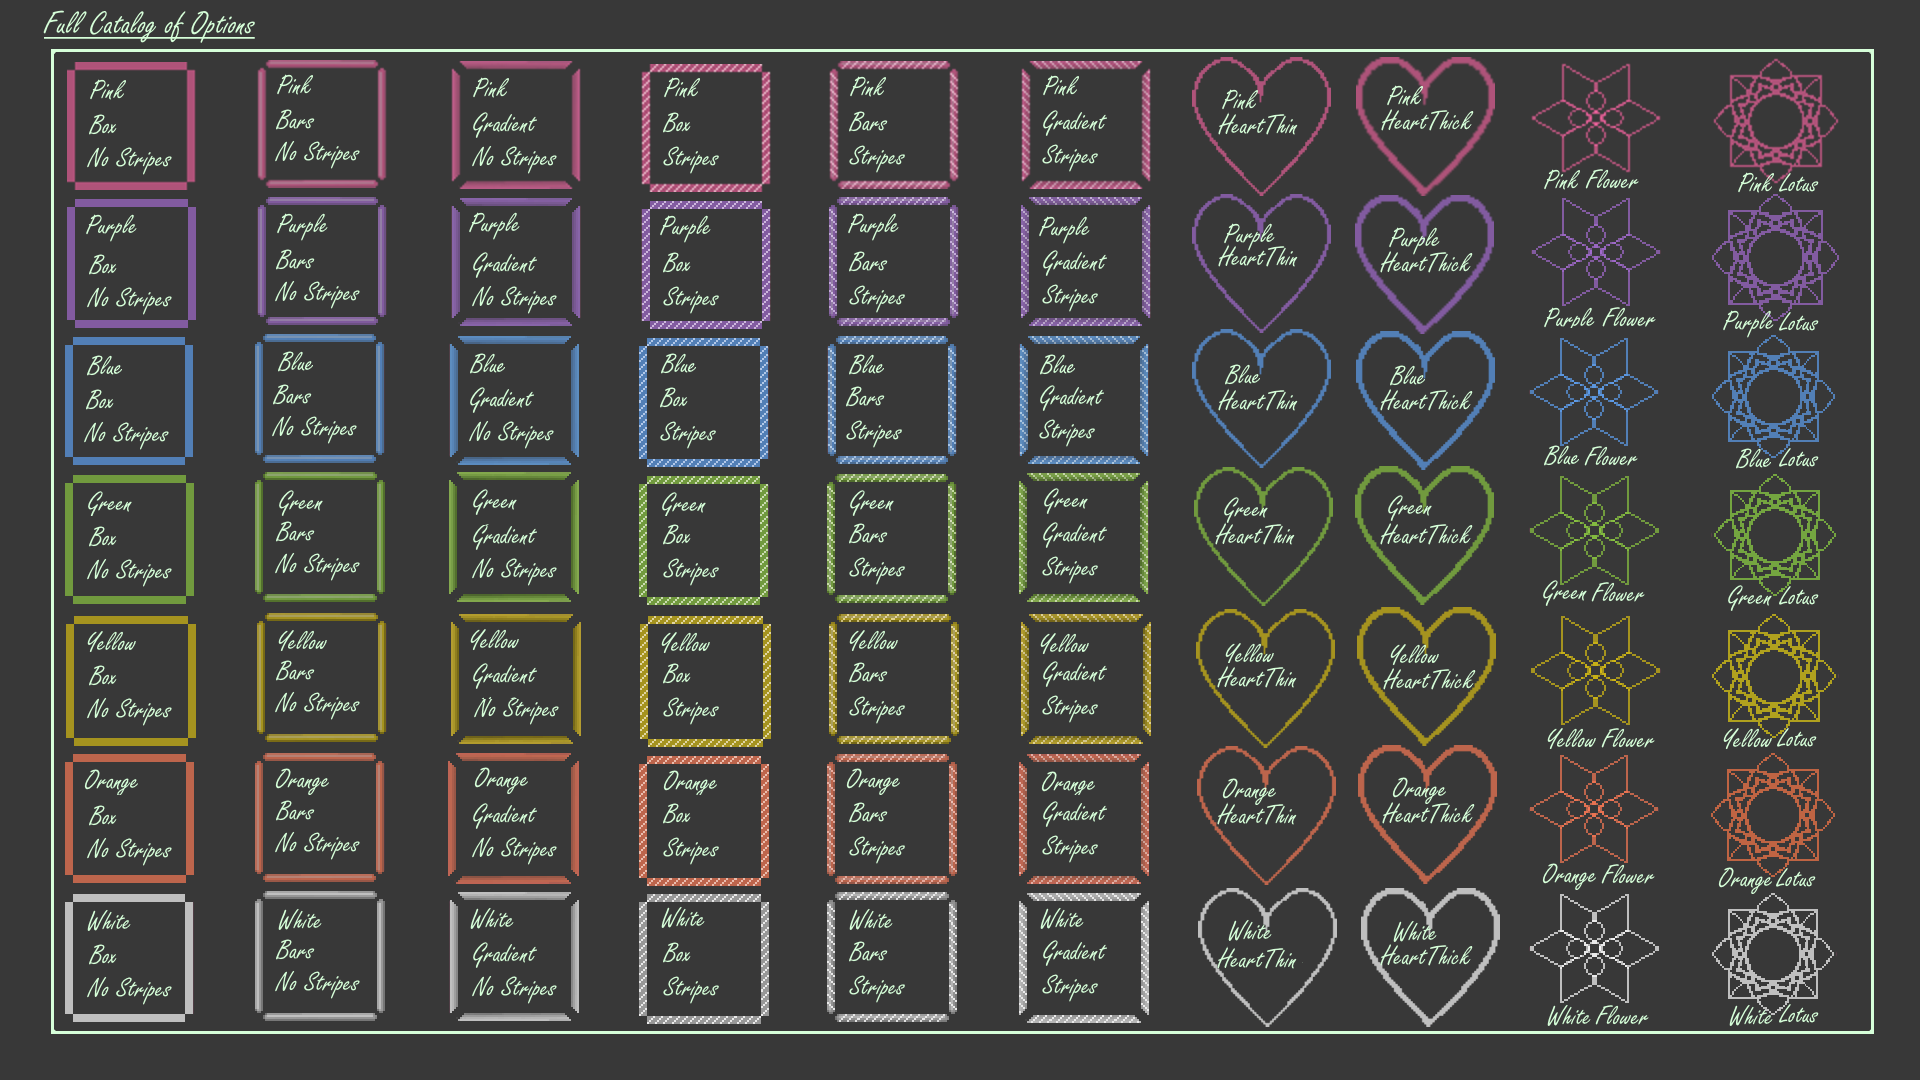 Full Catalog of Options
Pink
Box
No Stripes
Pink
Bars
No Stripes
Pink
Gradient
No Stripes
Pink
Box
Stripes
Pink
Bars
Stripes
Pink
Gradient
Stripes
Pink
HeartThin
Pink
HeartThick
Pink Flower
Pink Lotus
Purple
Box
No Stripes
Purple
Bars
No Stripes
Purple
Gradient
No Stripes
Purple
Box
Stripes
Purple
Bars
Stripes
Purple
Gradient
Stripes
Purple
HeartThin
Purple
HeartThick
Purple Flower
Purple Lotus
Blue
Box
No Stripes
Blue
Bars
No Stripes
Blue
Gradient
No Stripes
Blue
Box
Stripes
Blue
Bars
Stripes
Blue
Gradient
Stripes
Blue
HeartThin
Blue
HeartThick
Blue Flower
Blue Lotus
Green
Box
No Stripes
Green
Bars
No Stripes
Green
Gradient
No Stripes
Green
Box
Stripes
Green
Bars
Stripes
Green
Gradient
Stripes
Green
HeartThin
Green
HeartThick
Green Flower
Green Lotus
Yellow
Box
No Stripes
Yellow
Bars
No Stripes
Yellow
Gradient
No Stripes
Yellow
Box
Stripes
Yellow
Bars
Stripes
Yellow
Gradient
Stripes
Yellow
HeartThin
Yellow
HeartThick
Yellow Flower
Yellow Lotus
Orange
Box
No Stripes
Orange
Bars
No Stripes
Orange
Gradient
No Stripes
Orange
Box
Stripes
Orange
Bars
Stripes
Orange
Gradient
Stripes
Orange
HeartThin
Orange
HeartThick
Orange Flower
Orange Lotus
White
Box
No Stripes
White
Bars
No Stripes
White
Gradient
No Stripes
White
Box
Stripes
White
Bars
Stripes
White
Gradient
Stripes
White
HeartThin
White
HeartThick
White Flower
White Lotus